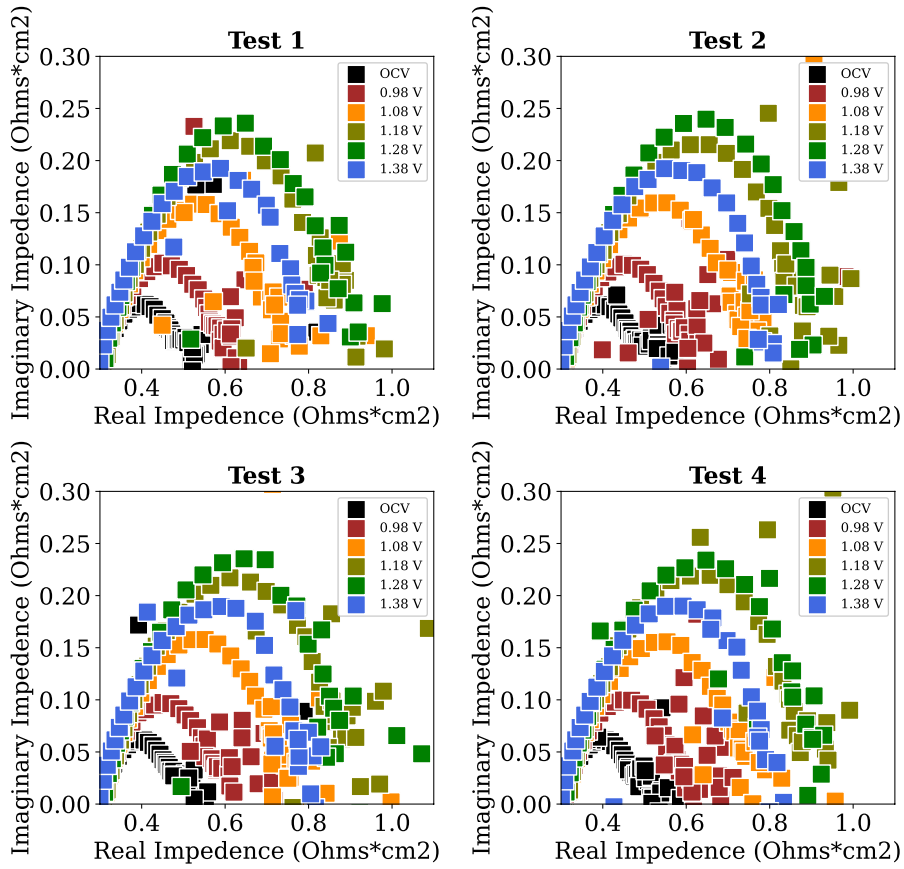 Test 1
Imaginary Impedence (Ohms*cm2)
0.30
0.25
0.20
0.15
0.10
0.05
0.00
OCV
0.98 V
1.08 V
1.18 V
1.28 V
1.38 V
0.4 0.6 0.8 1.0
Real Impedence (Ohms*cm2)
Test 2
Imaginary Impedence (Ohms*cm2)
0.30
0.25
0.20
0.15
0.10
0.05
0.00
OCV
0.98 V
1.08 V
1.18 V
1.28 V
1.38 V
0.4 0.6 0.8 1.0
Real Impedence (Ohms*cm2)
Test 3
Imaginary Impedence (Ohms*cm2)
0.30
0.25
0.20
0.15
0.10
0.05
0.00
OCV
0.98 V
1.08 V
1.18 V
1.28 V
1.38 V
0.4 0.6 0.8 1.0
Real Impedence (Ohms*cm2)
Test 4
Imaginary Impedence (Ohms*cm2)
0.30
0.25
0.20
0.15
0.10
0.05
0.00
OCV
0.98 V
1.08 V
1.18 V
1.28 V
1.38 V
0.4 0.6 0.8 1.0
Real Impedence (Ohms*cm2)